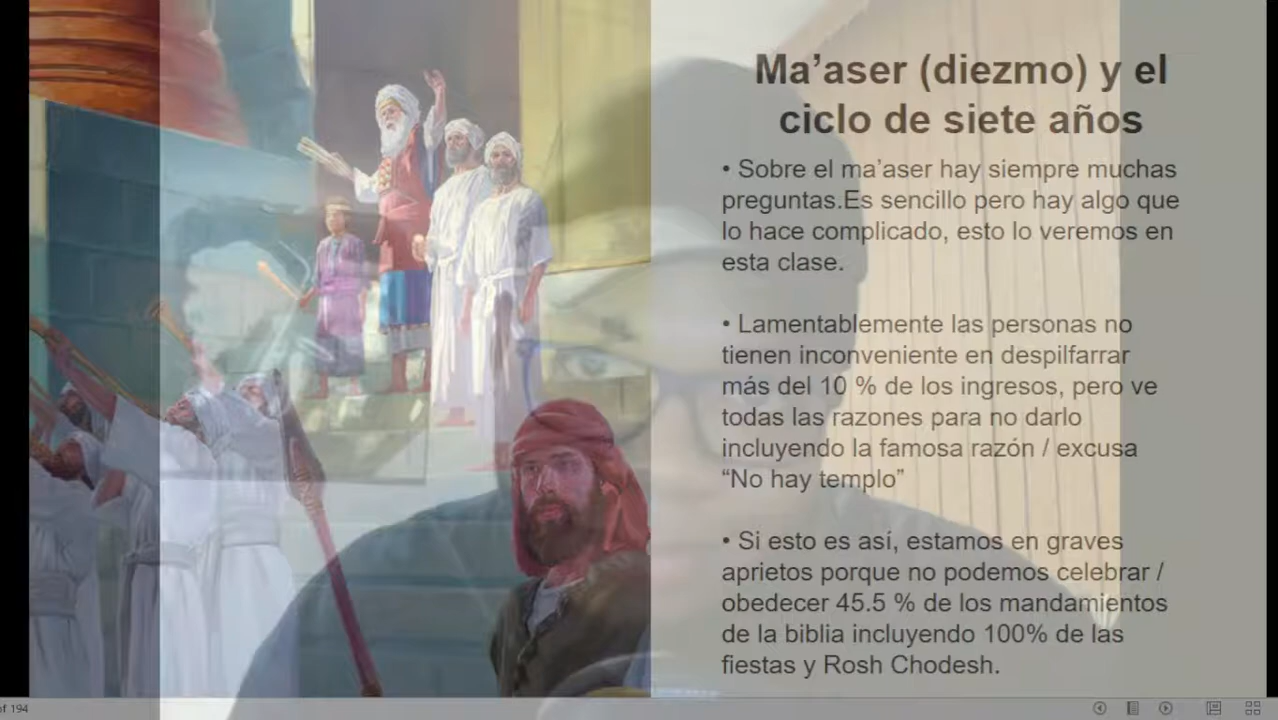 Ma’aser (diezmo) y el
ciclo de siete años
• Sobre el ma’aser hay siempre muchas
preguntas.Es sencillo pero hay algo que
lo hace complicado, esto lo veremos en
esta clase.
• Lamentablemente las personas no
tienen inconveniente en despilfarrar
más del 10 % de los ingresos, pero ve
todas las razones para no darlo
incluyendo la famosa razón / excusa
“No hay templo”
• Si esto es así, estamos en graves
aprietos porque no podemos celebrar /
obedecer 45.5 % de los mandamientos
de la biblia incluyendo 100% de las
fiestas y Rosh Chodesh.
of 194